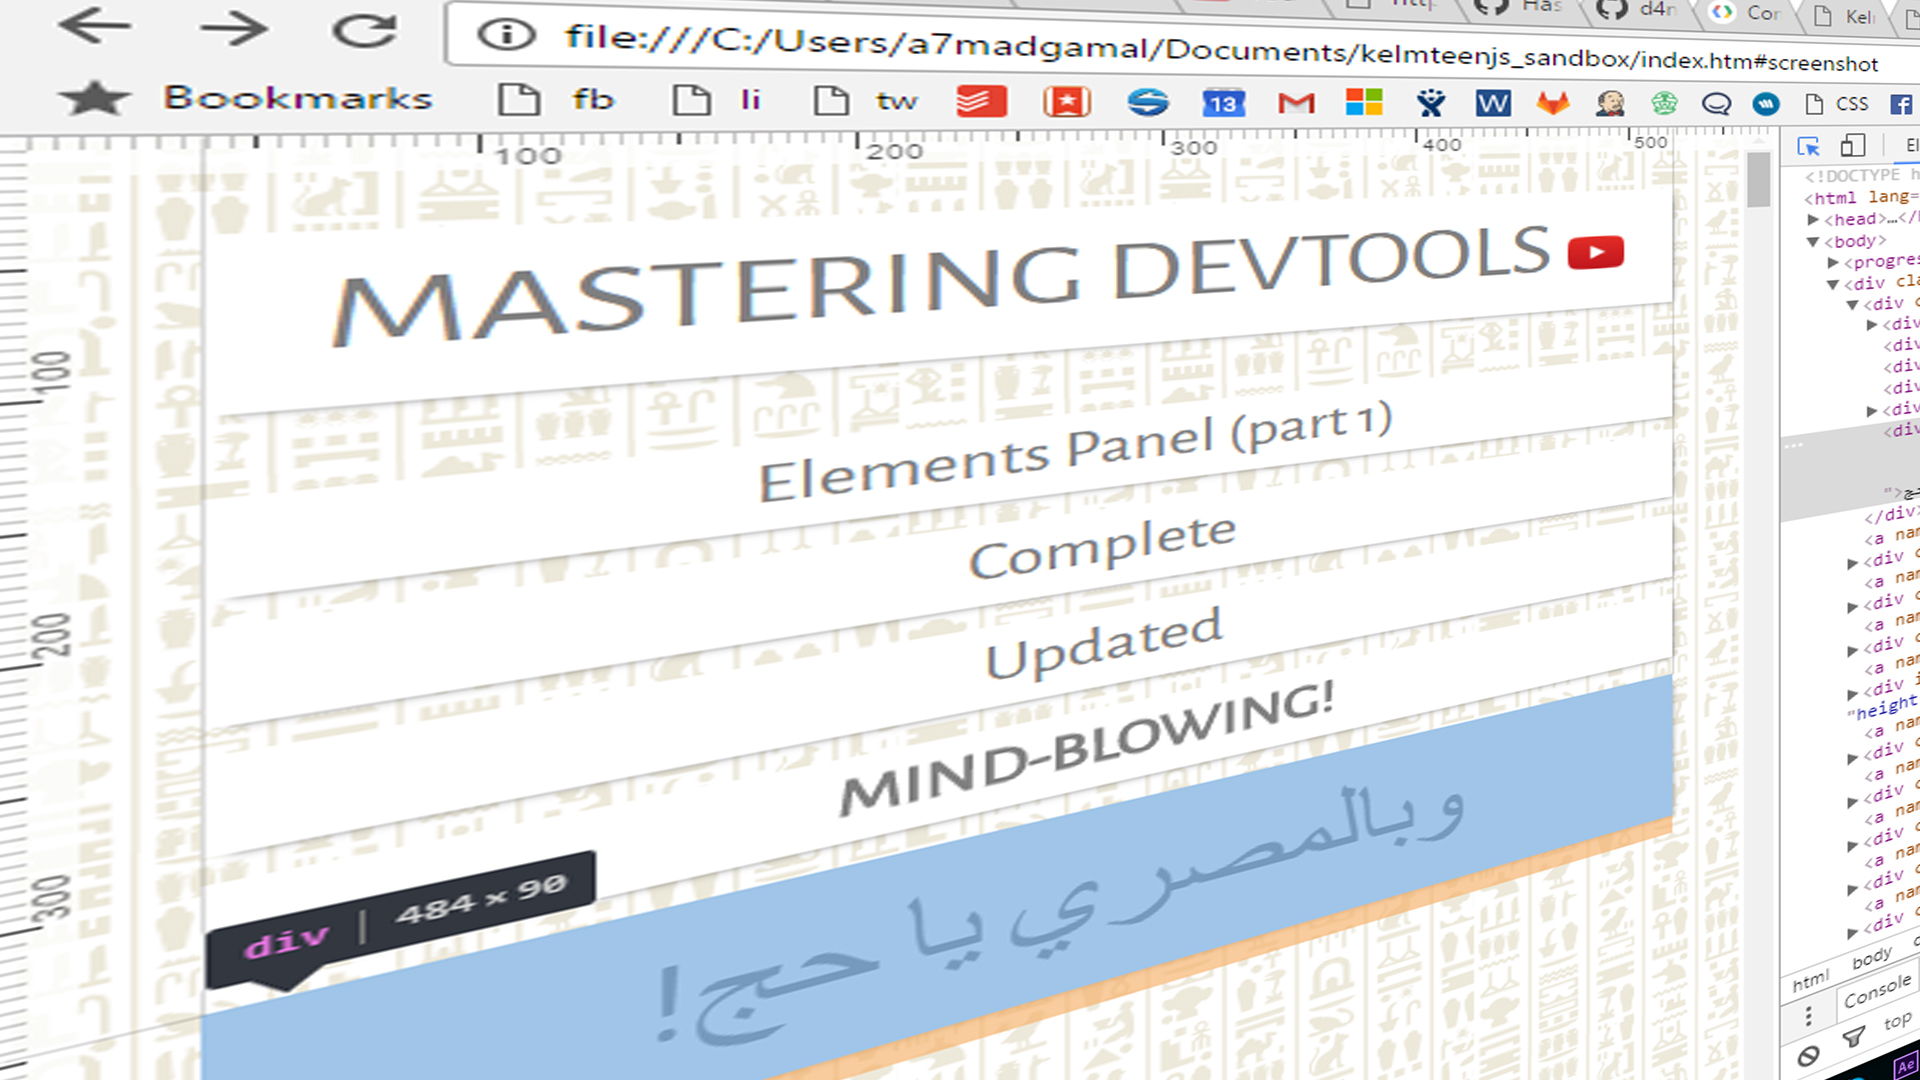 Has
d4n
Cor
Kel
file:///C:/Users/a7madgamal/Documents/kelmteenjs_sandbox/index.htm#screenshot
Bookmarks fb li tw 13 W CSS
100 200 300 400 500
MASTERING DEVTOOLS
100
Elements Panel (part 1)
Complete
200
Updated
MIND-BLOWING!
300
div | 484 × 90
وبالمصري يا حج!
<!DOCTYPE h
<html lang=
<head>…</h
<body>
<progres
<div cla
<div c
<div
<div
<div
<div
<div
<div
">
</div>
<a nam
<div c
<a nam
<div c
<a nam
<div c
<a nam
<div i
"height
<a nam
<div c
<a nam
<div c
<a nam
<div c
<a nam
<div c
<a nam
<div c
html body
Console
top
Ae